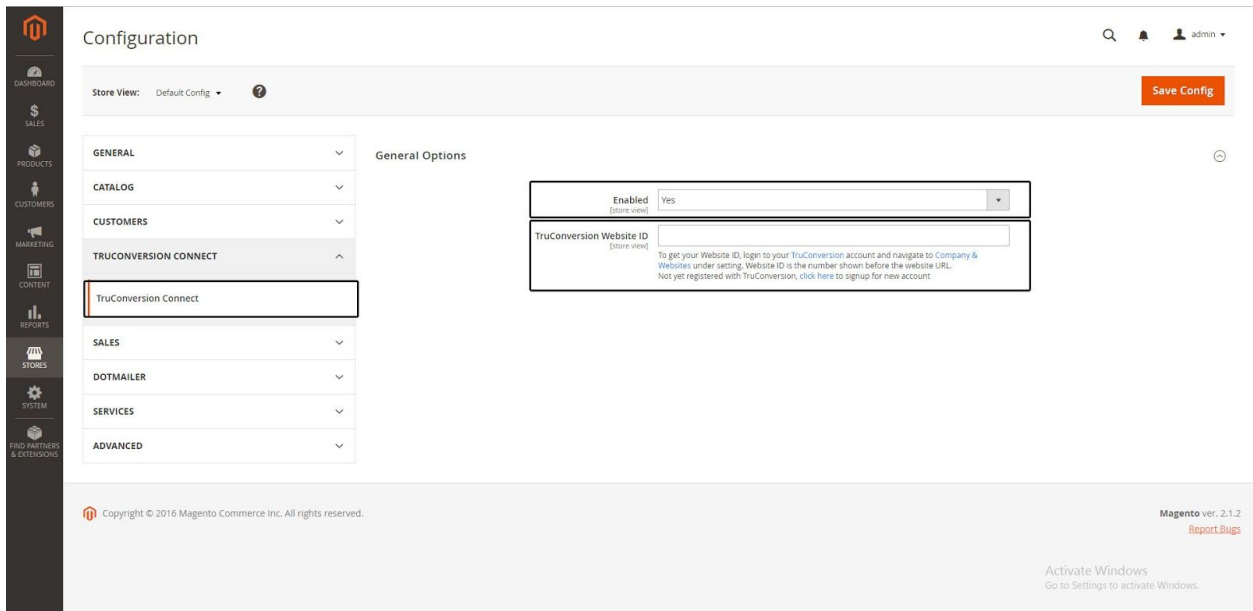 Configuration
admin
DASHBOARD
SALES
PRODUCTS
CUSTOMERS
MARKETING
CONTENT
REPORTS
STORES
SYSTEM
FIND PARTNERS
& EXTENSIONS
Store View: Default Config
?
Save Config
GENERAL
CATALOG
CUSTOMERS
TRUCONVERSION CONNECT
TruConversion Connect
SALES
DOTMAILER
SERVICES
ADVANCED
General Options
Enabled Yes
[store view]
TruConversion Website ID
[store view]
To get your Website ID, login to your TruConversion account and navigate to Company &
Websites under setting. Website ID is the number shown before the website URL.
Not yet registered with TruConversion, click here to signup for new account
Copyright © 2016 Magento Commerce Inc. All rights reserved.
Magento ver. 2.1.2
Report Bugs
Activate Windows
Go to Settings to activate Windows.